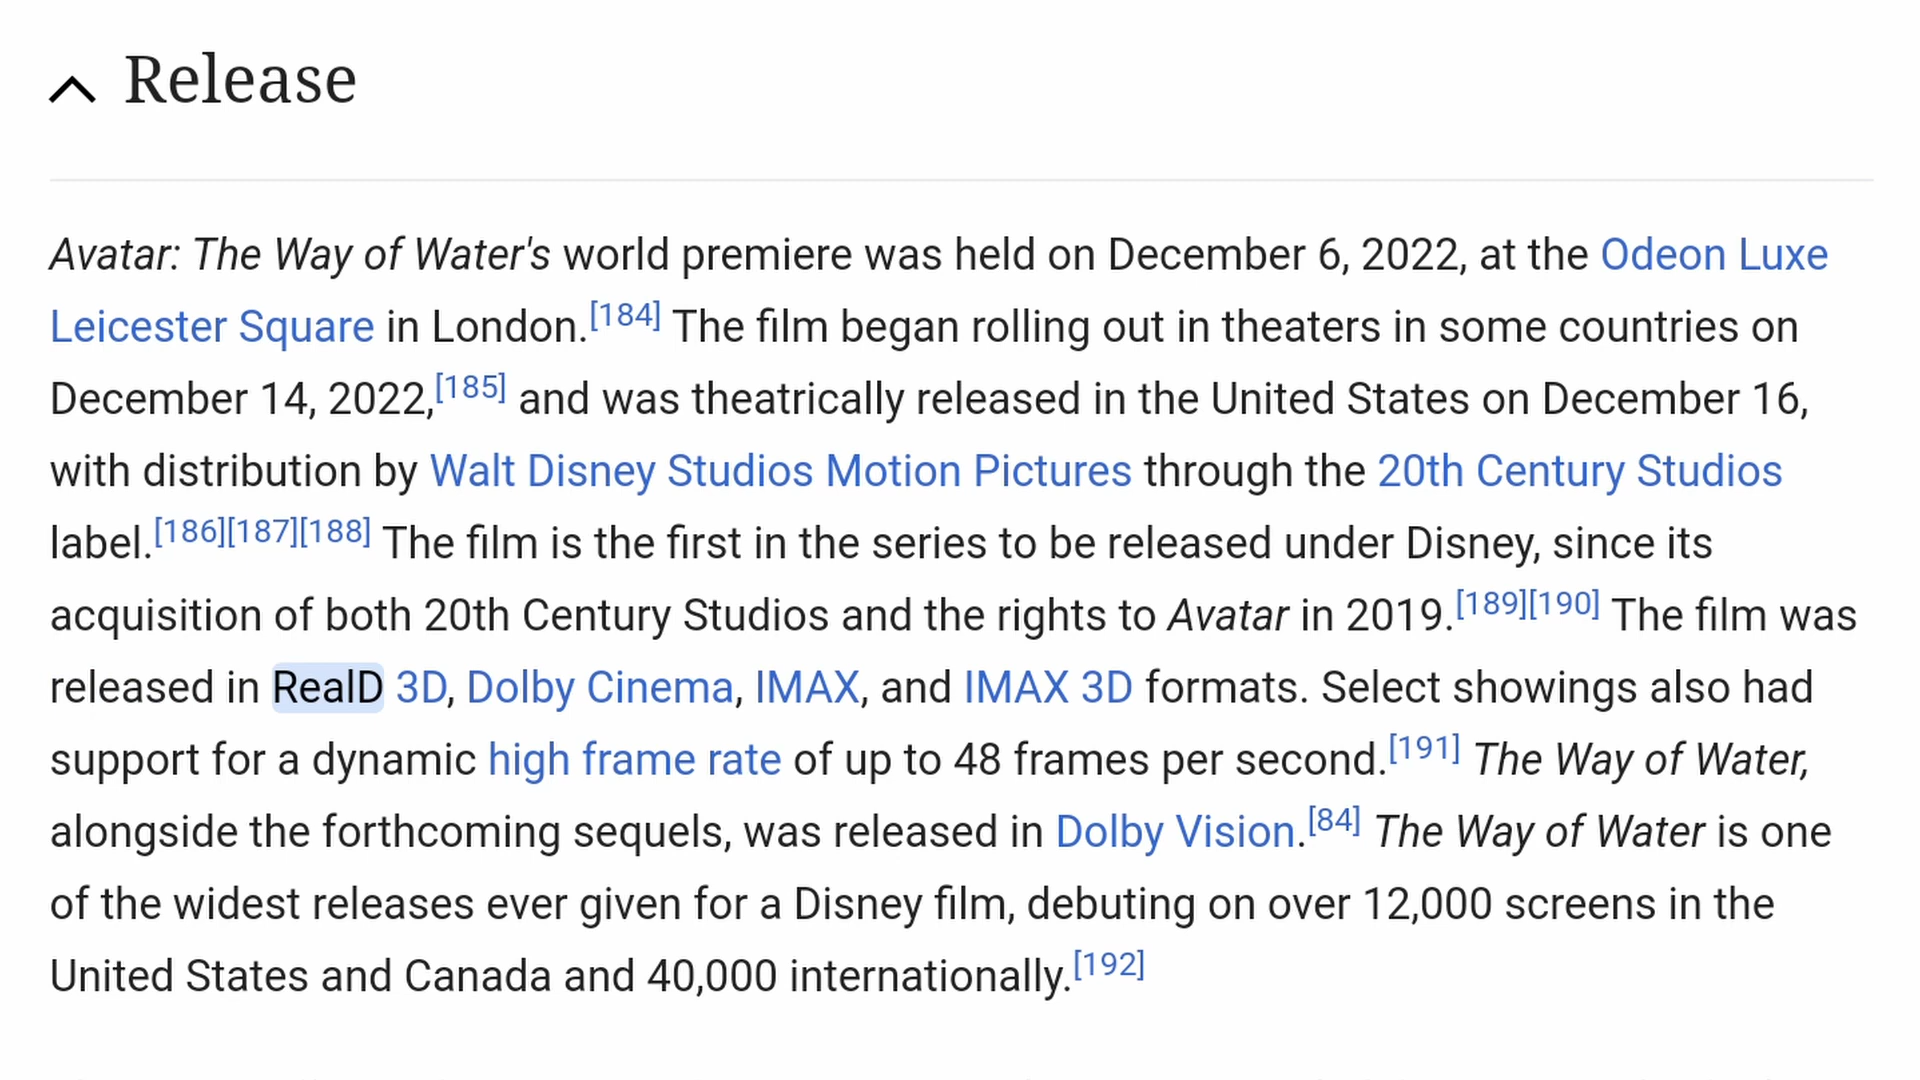 Release
Avatar: The Way of Water's world premiere was held on December 6, 2022, at the Odeon Luxe
Leicester Square in London.[184] The film began rolling out in theaters in some countries on
December 14, 2022,[185] and was theatrically released in the United States on December 16,
with distribution by Walt Disney Studios Motion Pictures through the 20th Century Studios
label.[186][187][188] The film is the first in the series to be released under Disney, since its
acquisition of both 20th Century Studios and the rights to Avatar in 2019.[189][190] The film was
released in RealD 3D, Dolby Cinema, IMAX, and IMAX 3D formats. Select showings also had
support for a dynamic high frame rate of up to 48 frames per second.[191] The Way of Water,
alongside the forthcoming sequels, was released in Dolby Vision.[84] The Way of Water is one
of the widest releases ever given for a Disney film, debuting on over 12,000 screens in the
United States and Canada and 40,000 internationally.[192]